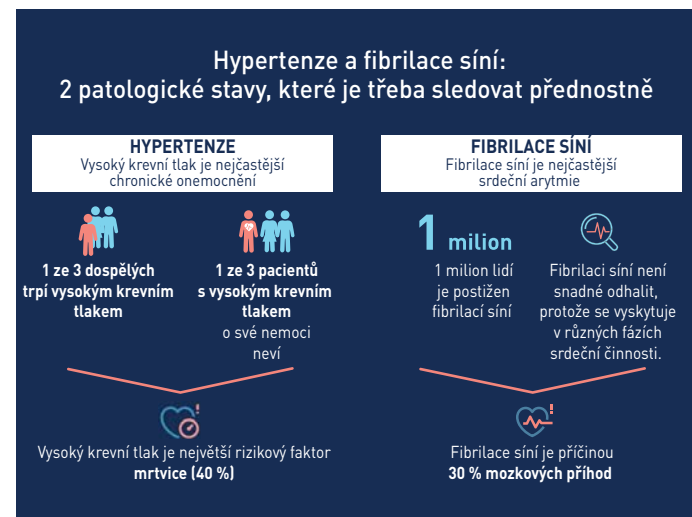 Hypertenze a fibrilace síní:
2 patologické stavy, které je třeba sledovat přednostně
HYPERTENZE
Vysoký krevní tlak je nejčastější
chronické onemocnění
1 ze 3 dospělých
trpí vysokým krevním
tlakem
1 ze 3 pacientů
s vysokým krevním
tlakem
o své nemoci
neví
Vysoký krevní tlak je největší rizikový faktor
mrtvice (40 %)
FIBRILACE SÍNÍ
Fibrilace síní je nejčastější
srdeční arytmie
1 milion
1 milion lidí
je postižen
fibrilací síní
Fibrilaci síní není
snadné odhalit,
protože se vyskytuje
v různých fázích
srdeční činnosti.
Fibrilace síní je příčinou
30 % mozkových příhod